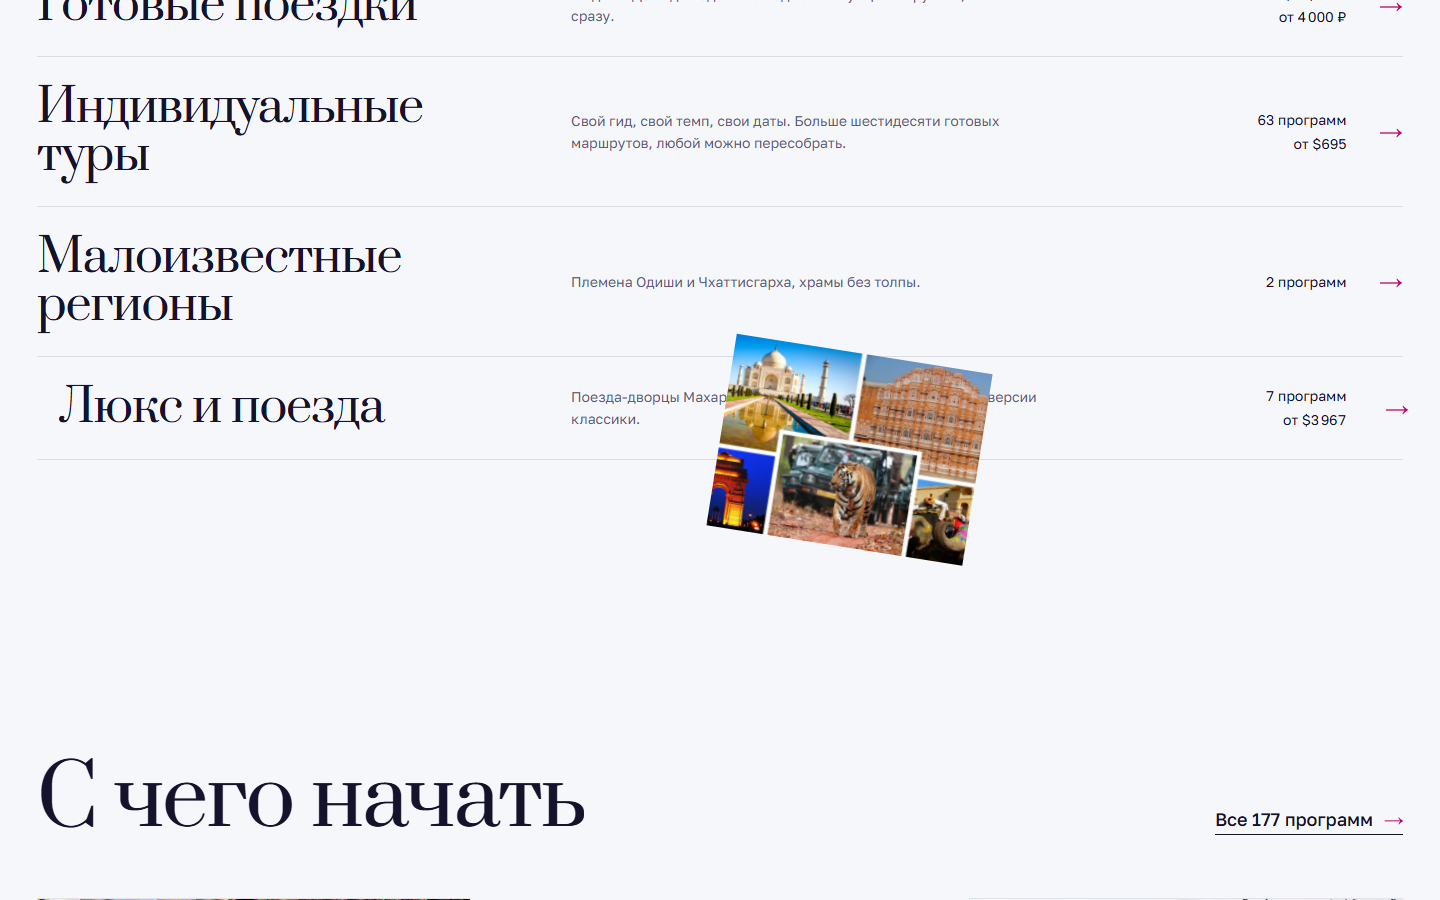 Готовые поездки
сразу.
от 4 000 ₽
→
Индивидуальные
туры
Свой гид, свой темп, свои даты. Больше шестидесяти готовых
маршрутов, любой можно пересобрать.
63 программ
от $695
→
Малоизвестные
регионы
Племена Одиши и Чхаттисгарха, храмы без толпы.
2 программ
→
Люкс и поезда
Поезда-дворцы версии
классики.
7 программ
от $3 967
→
С чего начать
Все 177 программ →